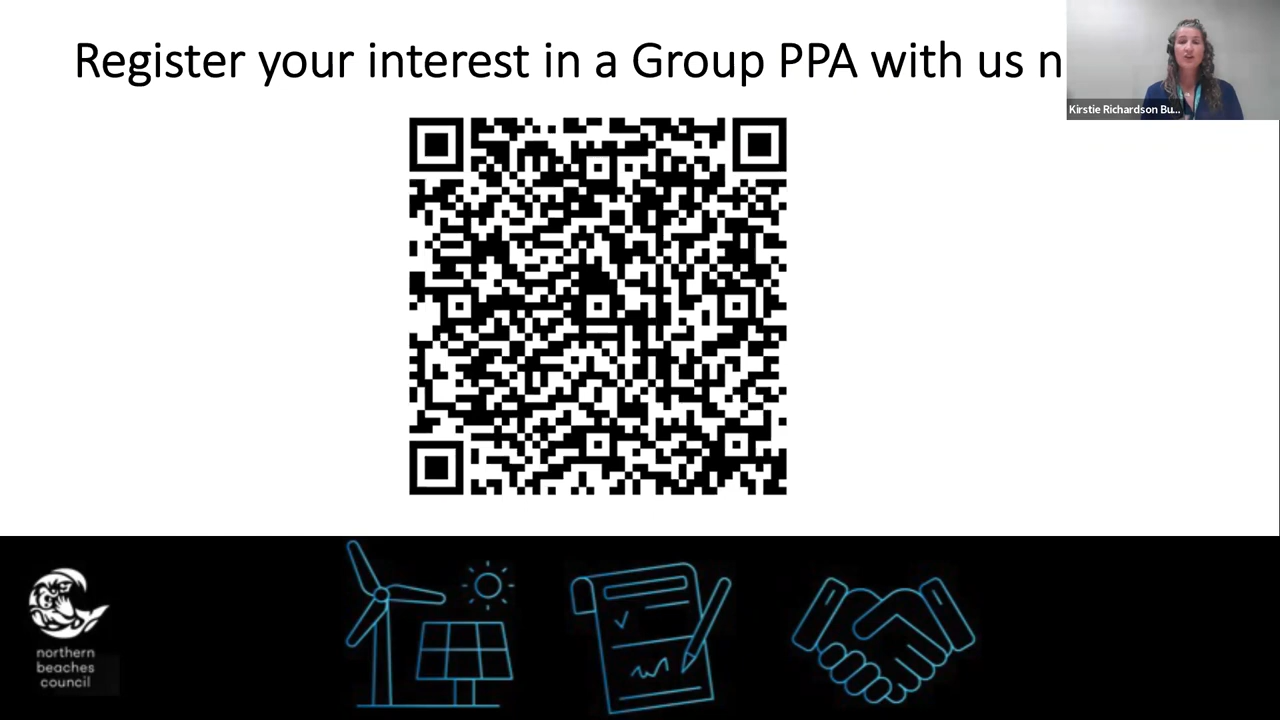 Register your interest in a Group PPA with us n
Kirstie Richardson Bu...
northern
beaches
council